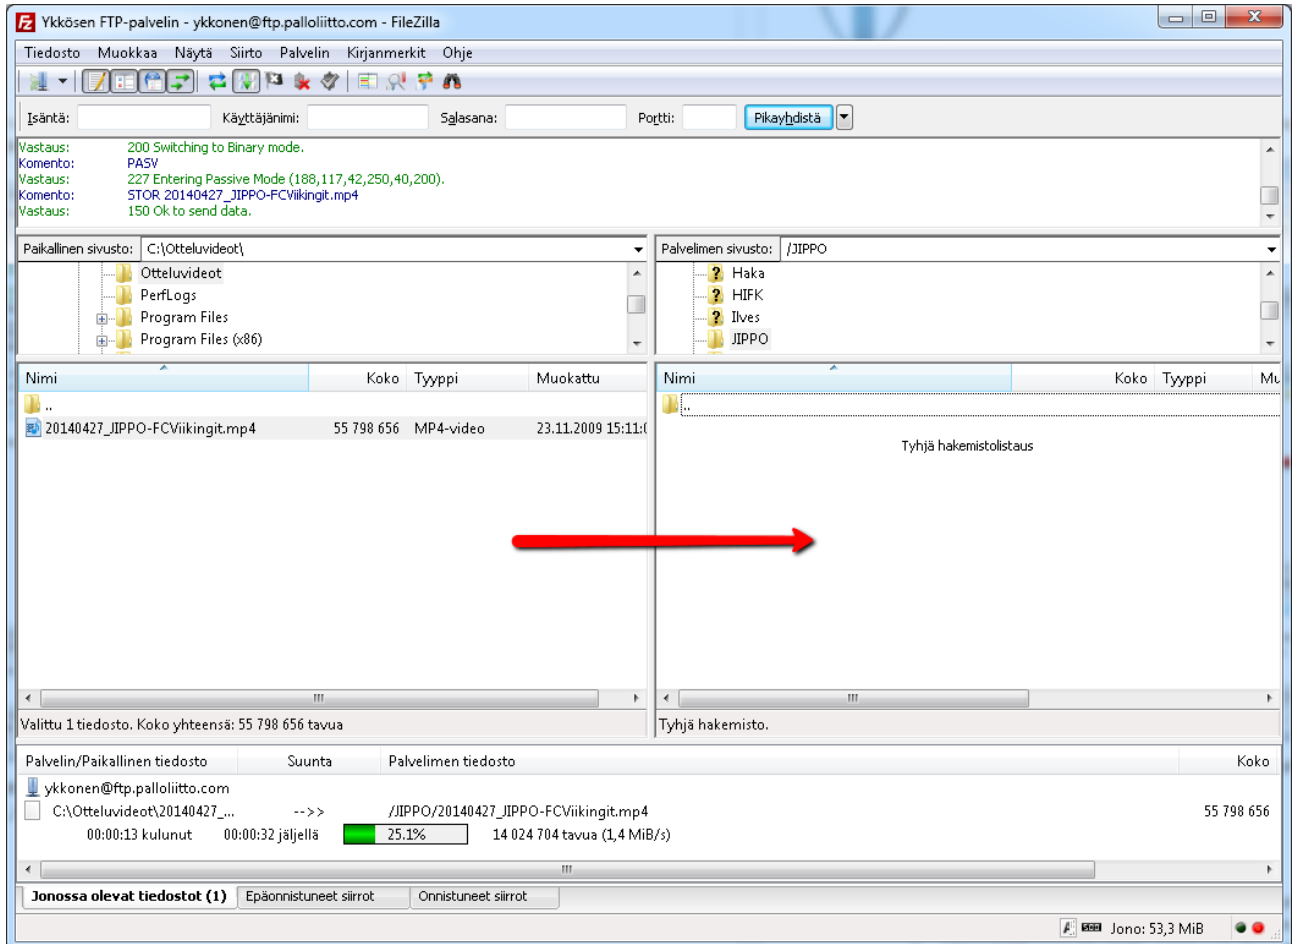 Ykkösen FTP-palvelin - ykkonen@ftp.palloliitto.com - FileZilla
Tiedosto Muokkaa Näytä Siirto Palvelin Kirjanmerkit Ohje
Isäntä: Käyttäjänimi: Salasana: Portti: Pikayhdistä
Vastaus: 200 Switching to Binary mode.
Komento: PASV
Vastaus: 227 Entering Passive Mode (188,117,42,250,40,200).
Komento: STOR 20140427_JIPPO-FCViikingit.mp4
Vastaus: 150 Ok to send data.
Paikallinen sivusto: C:\Otteluvideot\
Otteluvideot
PerfLogs
Program Files
Program Files (x86)
Palvelimen sivusto: /JIPPO
Haka
HIFK
Ilves
JIPPO
Nimi Koko Tyyppi Muokattu
..
20140427_JIPPO-FCViikingit.mp4 55 798 656 MP4-video 23.11.2009 15:11:
Valittu 1 tiedosto. Koko yhteensä: 55 798 656 tavua
Nimi Koko Tyyppi Mu
..
Tyhjä hakemistolistaus
Tyhjä hakemisto.
Palvelin/Paikallinen tiedosto Suunta Palvelimen tiedosto Koko
ykkonen@ftp.palloliitto.com
C:\Otteluvideot\20140427_... -->> /JIPPO/20140427_JIPPO-FCViikingit.mp4 55 798 656
00:00:13 kulunut 00:00:32 jäljellä 25.1% 14 024 704 tavua (1,4 MiB/s)
Jonossa olevat tiedostot (1) Epäonnistuneet siirrot Onnistuneet siirrot
Jono: 53,3 MiB